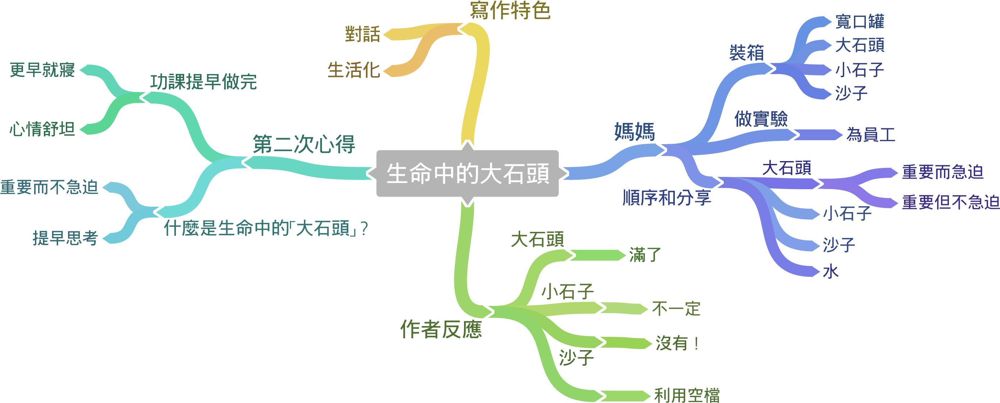 生命中的大石頭
寫作特色
對話
生活化
媽媽
裝箱
寬口罐
大石頭
小石子
沙子
做實驗
為員工
順序和分享
大石頭
重要而急迫
重要但不急迫
小石子
沙子
水
作者反應
大石頭
滿了
小石子
不一定
沙子
沒有！
利用空檔
第二次心得
功課提早做完
更早就寢
心情舒坦
什麼是生命中的「大石頭」？
重要而不急迫
提早思考